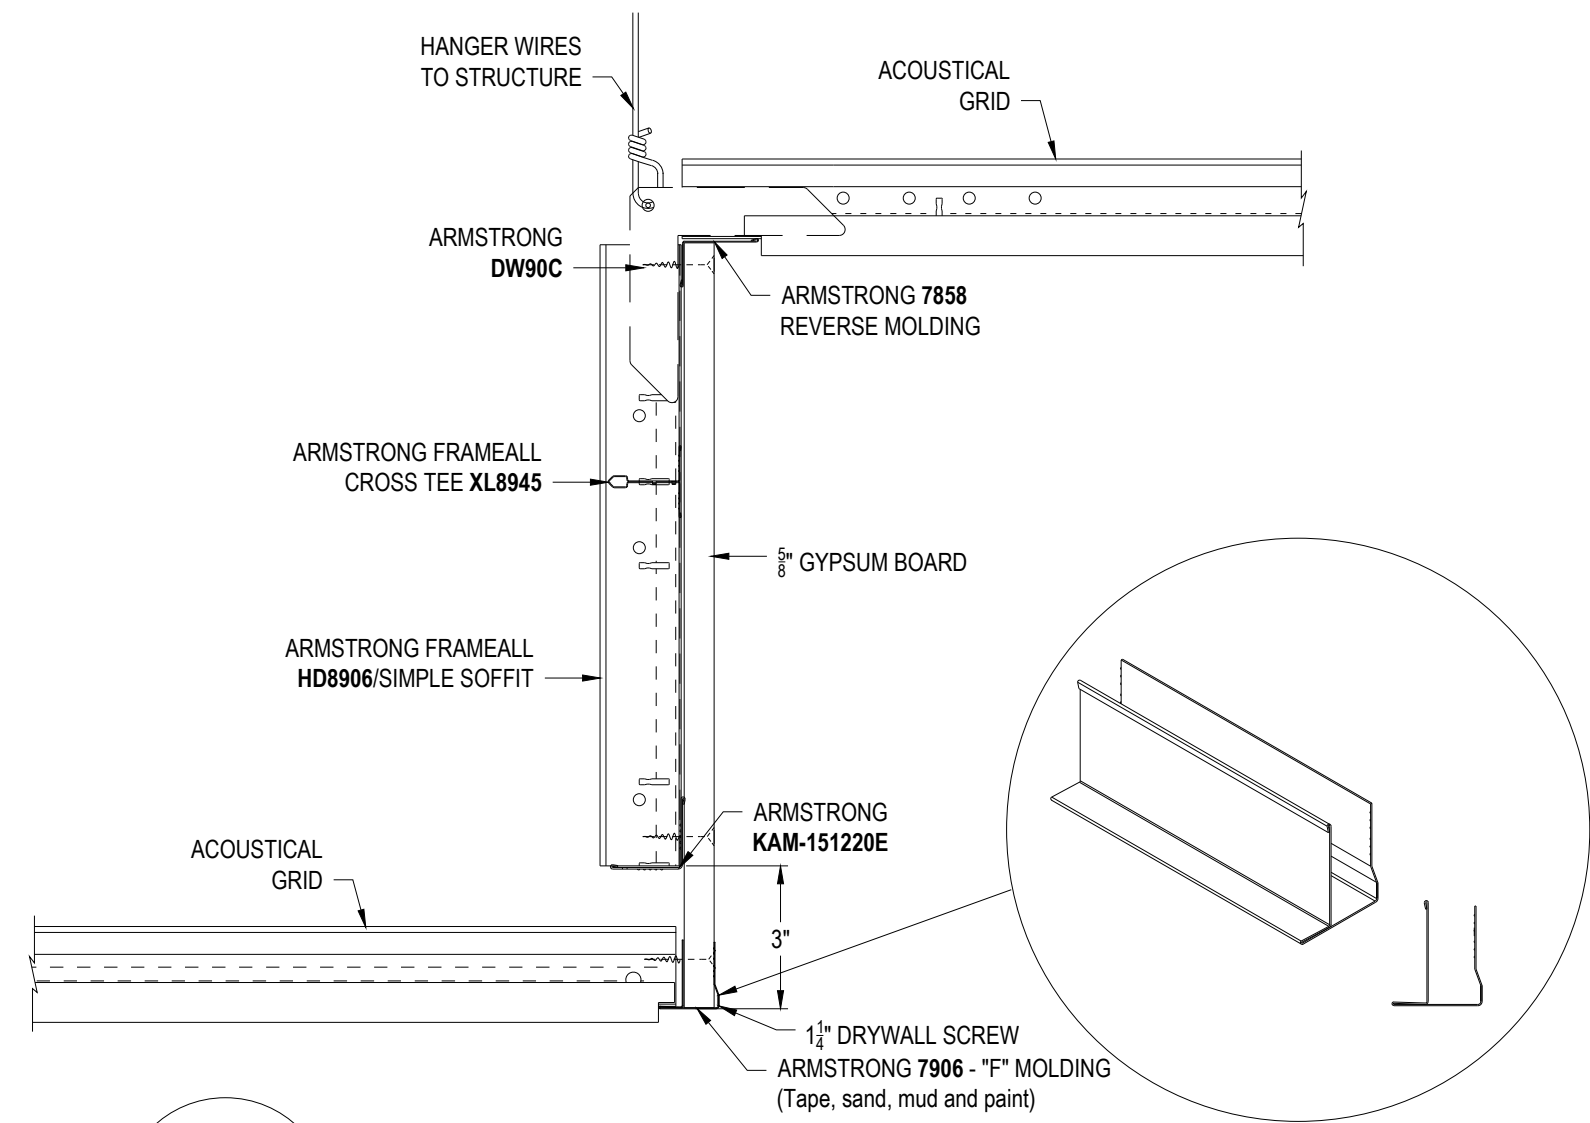 HANGER WIRES
TO STRUCTURE
ACOUSTICAL
GRID
ARMSTRONG
DW90C
ARMSTRONG 7858
REVERSE MOLDING
ARMSTRONG FRAMEALL
CROSS TEE XL8945
5/8" GYPSUM BOARD
ARMSTRONG FRAMEALL
HD8906/SIMPLE SOFFIT
ARMSTRONG
KAM-151220E
ACOUSTICAL
GRID
3"
1 1/4" DRYWALL SCREW
ARMSTRONG 7906 - "F" MOLDING
(Tape, sand, mud and paint)